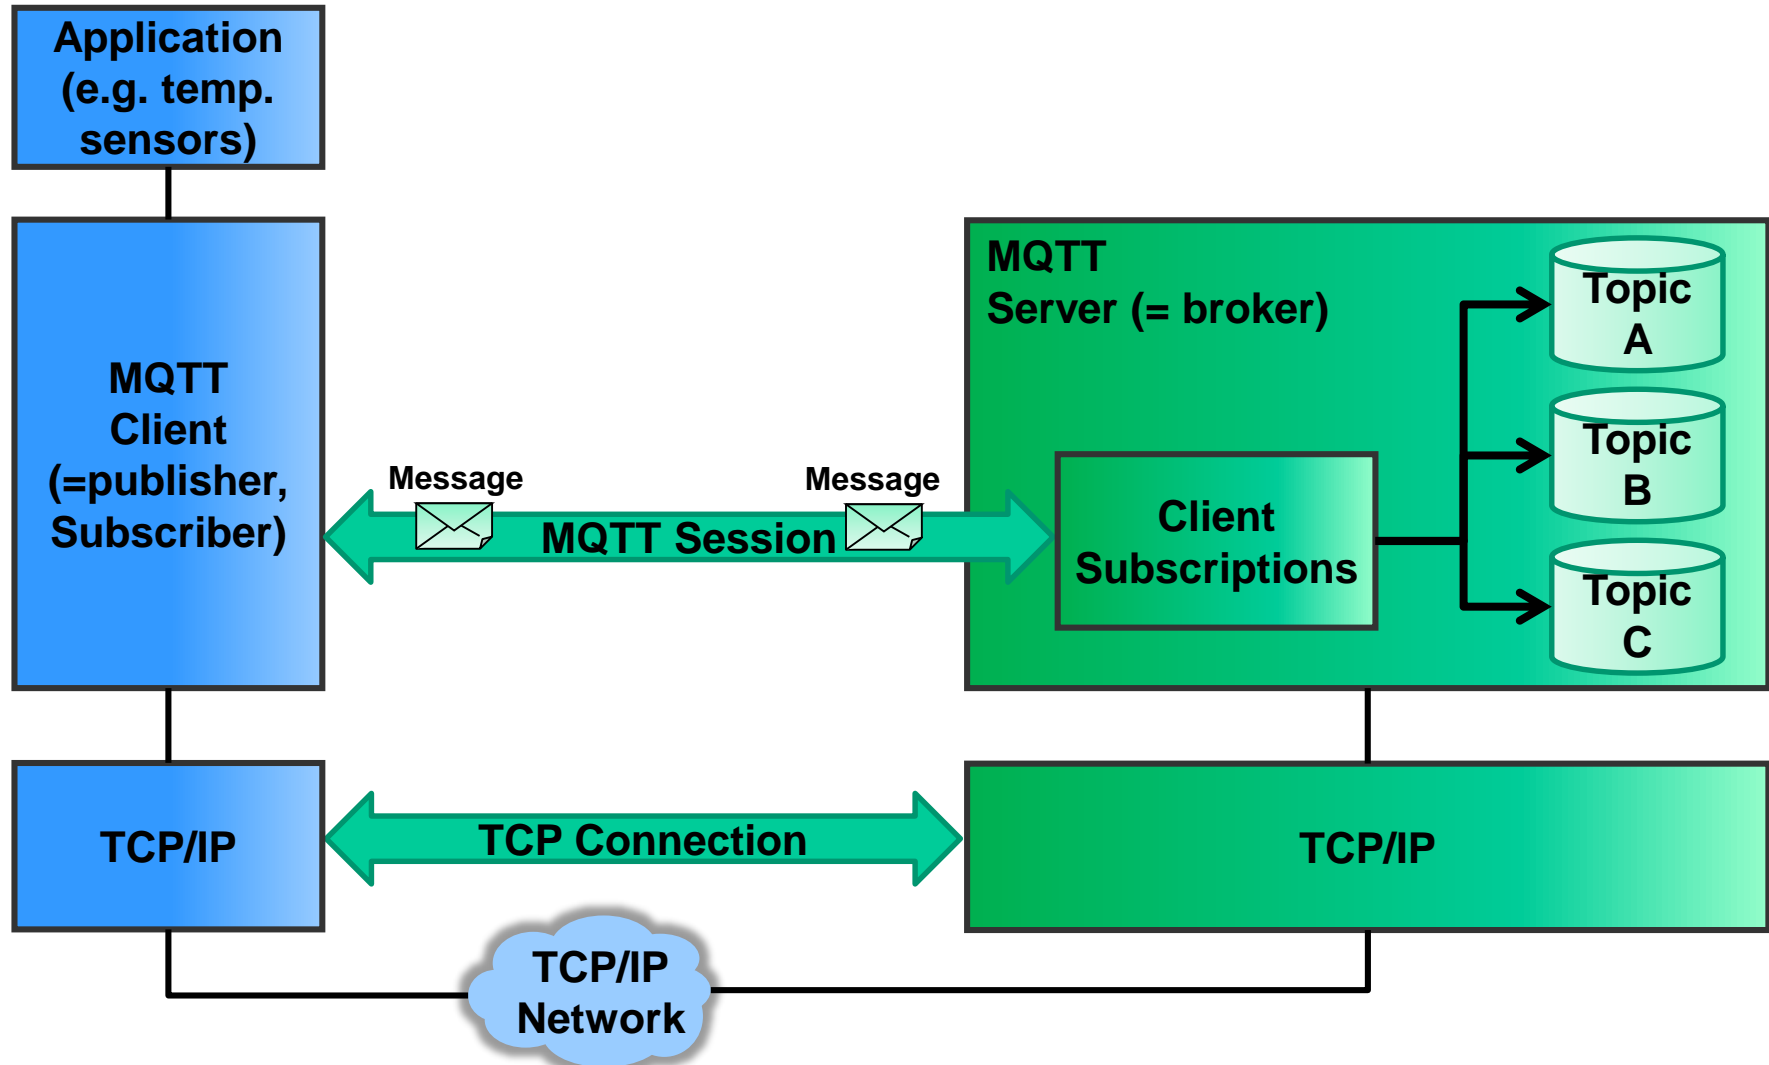 Application
(e.g. temp.
sensors)
MQTT
Client
(=publisher,
Subscriber)
Message
Message
MQTT Session
MQTT
Server (= broker)
Client
Subscriptions
Topic
A
Topic
B
Topic
C
TCP/IP
TCP Connection
TCP/IP
TCP/IP
Network